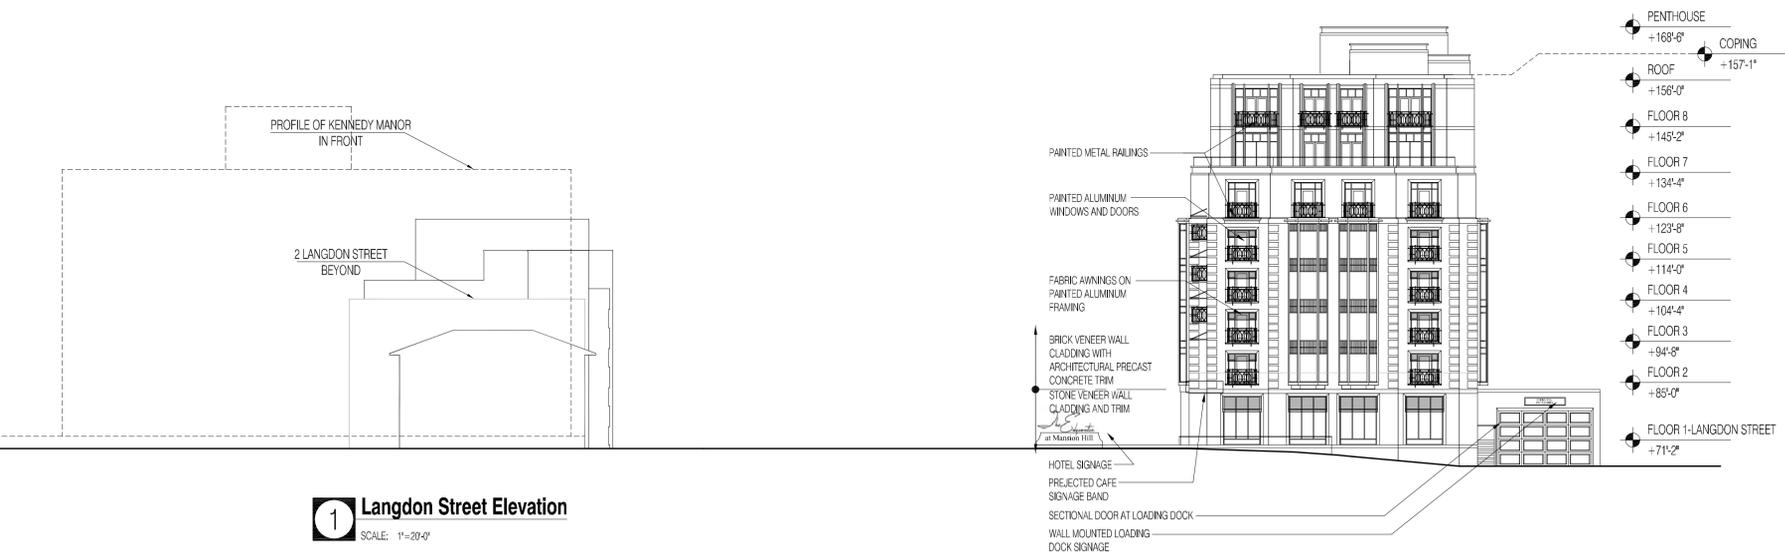 PROFILE OF KENNEDY MANOR
IN FRONT
2 LANGDON STREET
BEYOND
1
Langdon Street Elevation
SCALE: 1"=20'-0"
PAINTED METAL RAILINGS
PAINTED ALUMINUM
WINDOWS AND DOORS
FABRIC AWNINGS ON
PAINTED ALUMINUM
FRAMING
BRICK VENEER WALL
CLADDING WITH
ARCHITECTURAL PRECAST
CONCRETE TRIM
STONE VENEER WALL
CLADDING AND TRIM
at Mansion Hill
HOTEL SIGNAGE
PREJECTED CAFE
SIGNAGE BAND
SECTIONAL DOOR AT LOADING DOCK
WALL MOUNTED LOADING
DOCK SIGNAGE
PENTHOUSE
+168'-6"
COPING
+157'-1"
ROOF
+156'-0"
FLOOR 8
+145'-2"
FLOOR 7
+134'-4"
FLOOR 6
+123'-8"
FLOOR 5
+114'-0"
FLOOR 4
+104'-4"
FLOOR 3
+94'-8"
FLOOR 2
+85'-0"
FLOOR 1-LANGDON STREET
+71'-2"